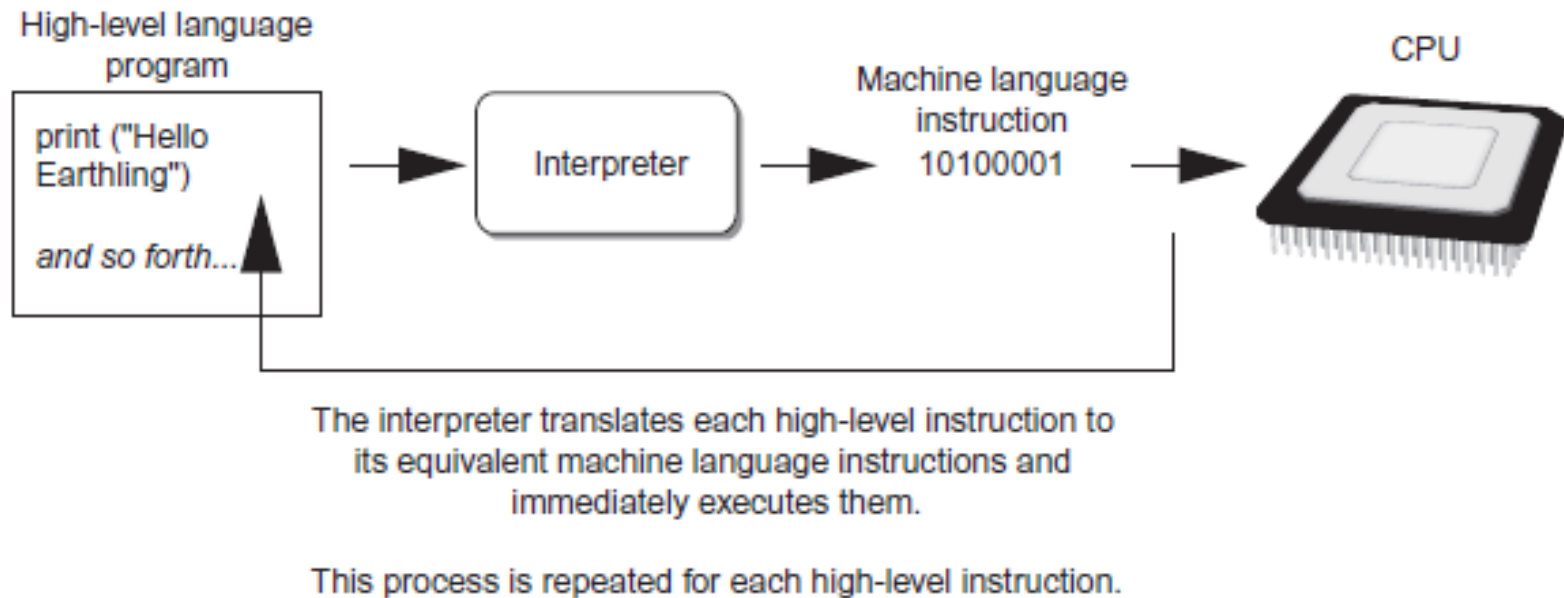 High-level language
program
print ("Hello
Earthling")
and so forth...
Interpreter
Machine language
instruction
10100001
CPU
The interpreter translates each high-level instruction to
its equivalent machine language instructions and
immediately executes them.
This process is repeated for each high-level instruction.